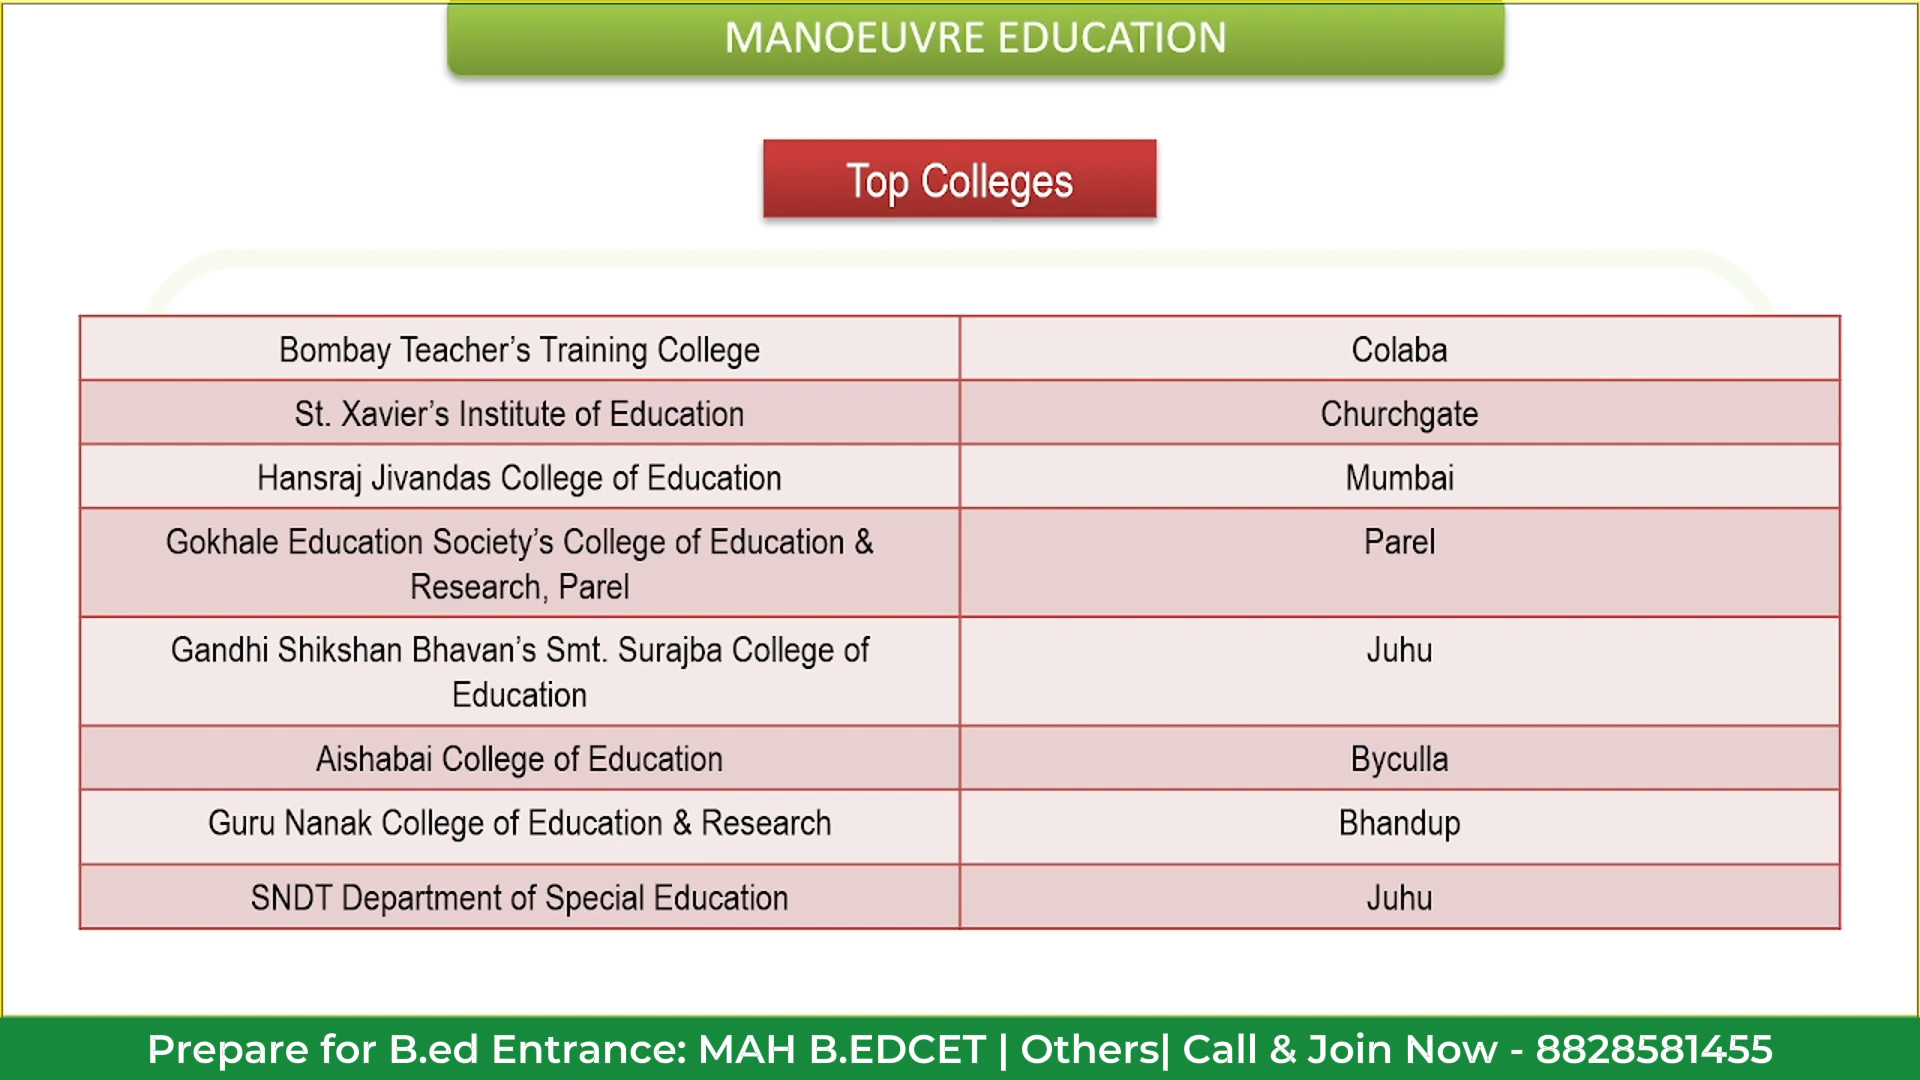 MANOEUVRE EDUCATION
Top Colleges
Bombay Teacher’s Training College
Colaba
St. Xavier’s Institute of Education
Churchgate
Hansraj Jivandas College of Education
Mumbai
Gokhale Education Society’s College of Education &
Research, Parel
Parel
Gandhi Shikshan Bhavan’s Smt. Surajba College of
Education
Juhu
Aishabai College of Education
Byculla
Guru Nanak College of Education & Research
Bhandup
SNDT Department of Special Education
Juhu
Prepare for B.ed Entrance: MAH B.EDCET | Others| Call & Join Now - 8828581455